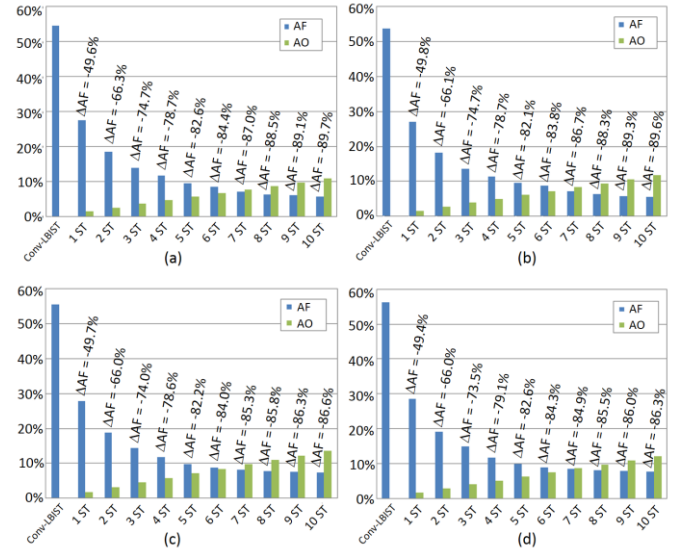 60%
50%
40%
30%
20%
10%
0%
AF
AO
ΔAF = -49.6%
ΔAF = -66.3%
ΔAF = -74.7%
ΔAF = -78.7%
ΔAF = -82.6%
ΔAF = -84.4%
ΔAF = -87.0%
ΔAF = -88.5%
ΔAF = -89.1%
ΔAF = -89.7%
Conv-LBIST
1 ST
2 ST
3 ST
4 ST
5 ST
6 ST
7 ST
8 ST
9 ST
10 ST
(a)
60%
50%
40%
30%
20%
10%
0%
AF
AO
ΔAF = -49.8%
ΔAF = -66.1%
ΔAF = -74.7%
ΔAF = -78.7%
ΔAF = -82.1%
ΔAF = -83.8%
ΔAF = -86.7%
ΔAF = -88.3%
ΔAF = -89.3%
ΔAF = -89.6%
Conv-LBIST
1 ST
2 ST
3 ST
4 ST
5 ST
6 ST
7 ST
8 ST
9 ST
10 ST
(b)
60%
50%
40%
30%
20%
10%
0%
AF
AO
ΔAF = -49.7%
ΔAF = -66.0%
ΔAF = -74.0%
ΔAF = -78.6%
ΔAF = -82.2%
ΔAF = -84.0%
ΔAF = -85.3%
ΔAF = -85.8%
ΔAF = -86.3%
ΔAF = -86.6%
Conv-LBIST
1 ST
2 ST
3 ST
4 ST
5 ST
6 ST
7 ST
8 ST
9 ST
10 ST
(c)
60%
50%
40%
30%
20%
10%
0%
AF
AO
ΔAF = -49.4%
ΔAF = -66.0%
ΔAF = -73.5%
ΔAF = -79.1%
ΔAF = -82.6%
ΔAF = -84.3%
ΔAF = -84.9%
ΔAF = -85.5%
ΔAF = -86.0%
ΔAF = -86.3%
Conv-LBIST
1 ST
2 ST
3 ST
4 ST
5 ST
6 ST
7 ST
8 ST
9 ST
10 ST
(d)